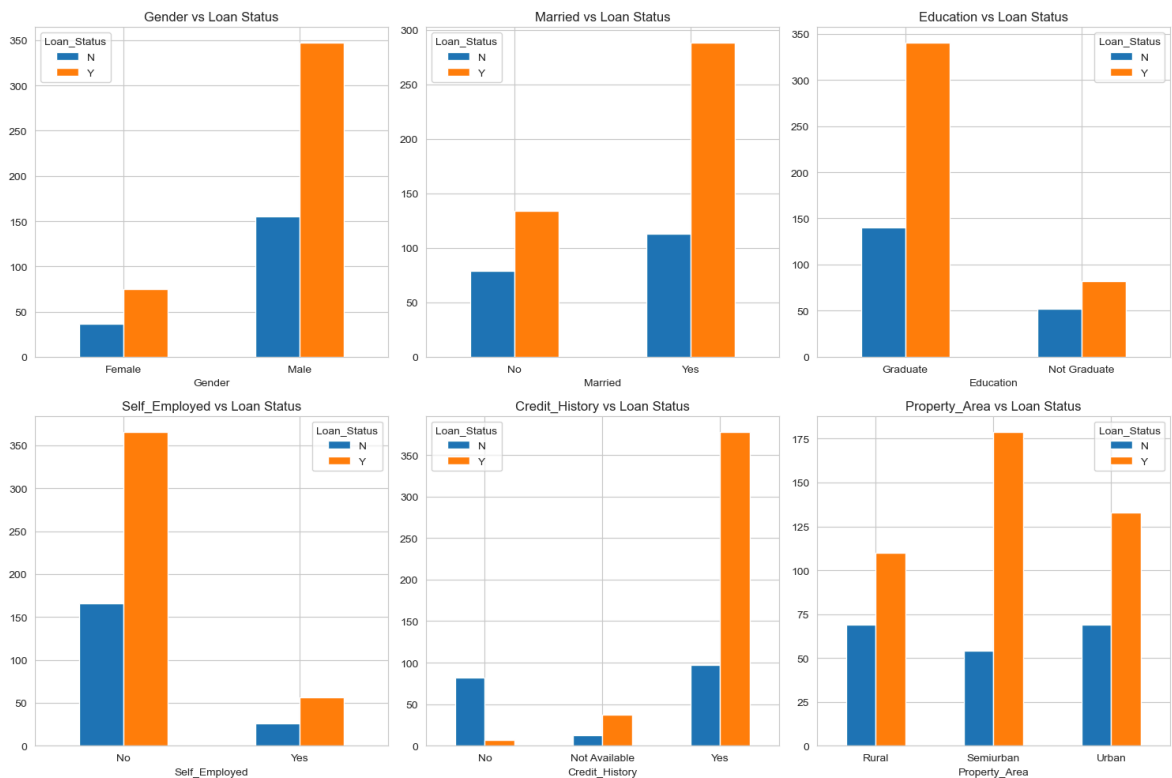 Gender vs Loan Status
Loan_Status
N
Y
350
300
250
200
150
100
50
0
Female
Male
Gender
Married vs Loan Status
Loan_Status
N
Y
300
250
200
150
100
50
0
No
Yes
Married
Education vs Loan Status
Loan_Status
N
Y
350
300
250
200
150
100
50
0
Graduate
Not Graduate
Education
Self_Employed vs Loan Status
Loan_Status
N
Y
350
300
250
200
150
100
50
0
No
Yes
Self_Employed
Credit_History vs Loan Status
Loan_Status
N
Y
350
300
250
200
150
100
50
0
No
Not Available
Yes
Credit_History
Property_Area vs Loan Status
Loan_Status
N
Y
175
150
125
100
75
50
25
0
Rural
Semiurban
Urban
Property_Area